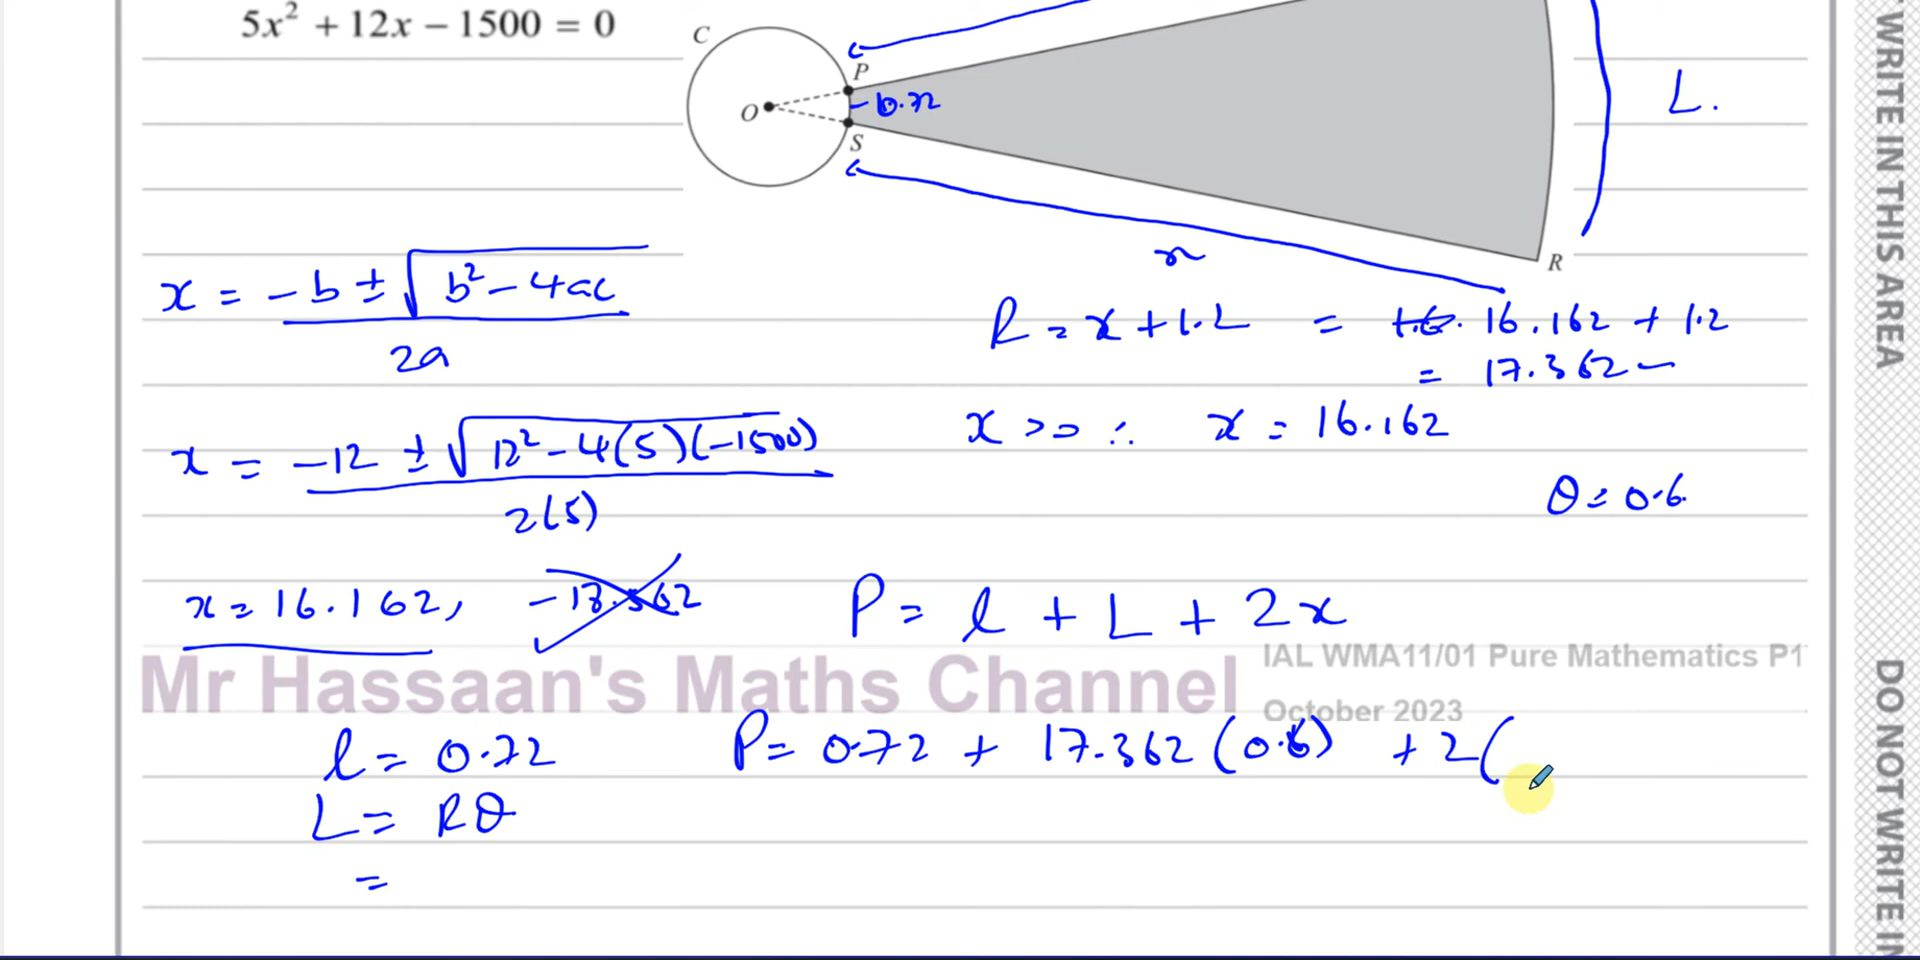 5x² + 12x − 1500 = 0
C
P
O
0.72
S
L.
R
x
x = (−b ± √(b² − 4ac)) / 2a
R = x + 1.2 = 16.162 + 1.2
= 17.362
x = (−12 ± √(12² − 4(5)(−1500))) / 2(5)
x > 0 ∴ x = 16.162
θ = 0.6
x = 16.162, −18.562
P = l + L + 2x
IAL WMA11/01 Pure Mathematics P1
Mr Hassaan's Maths Channel
October 2023
l = 0.72
P = 0.72 + 17.362 (0.6) + 2(
L = Rθ
=
WRITE IN THIS AREA
DO NOT WRITE IN